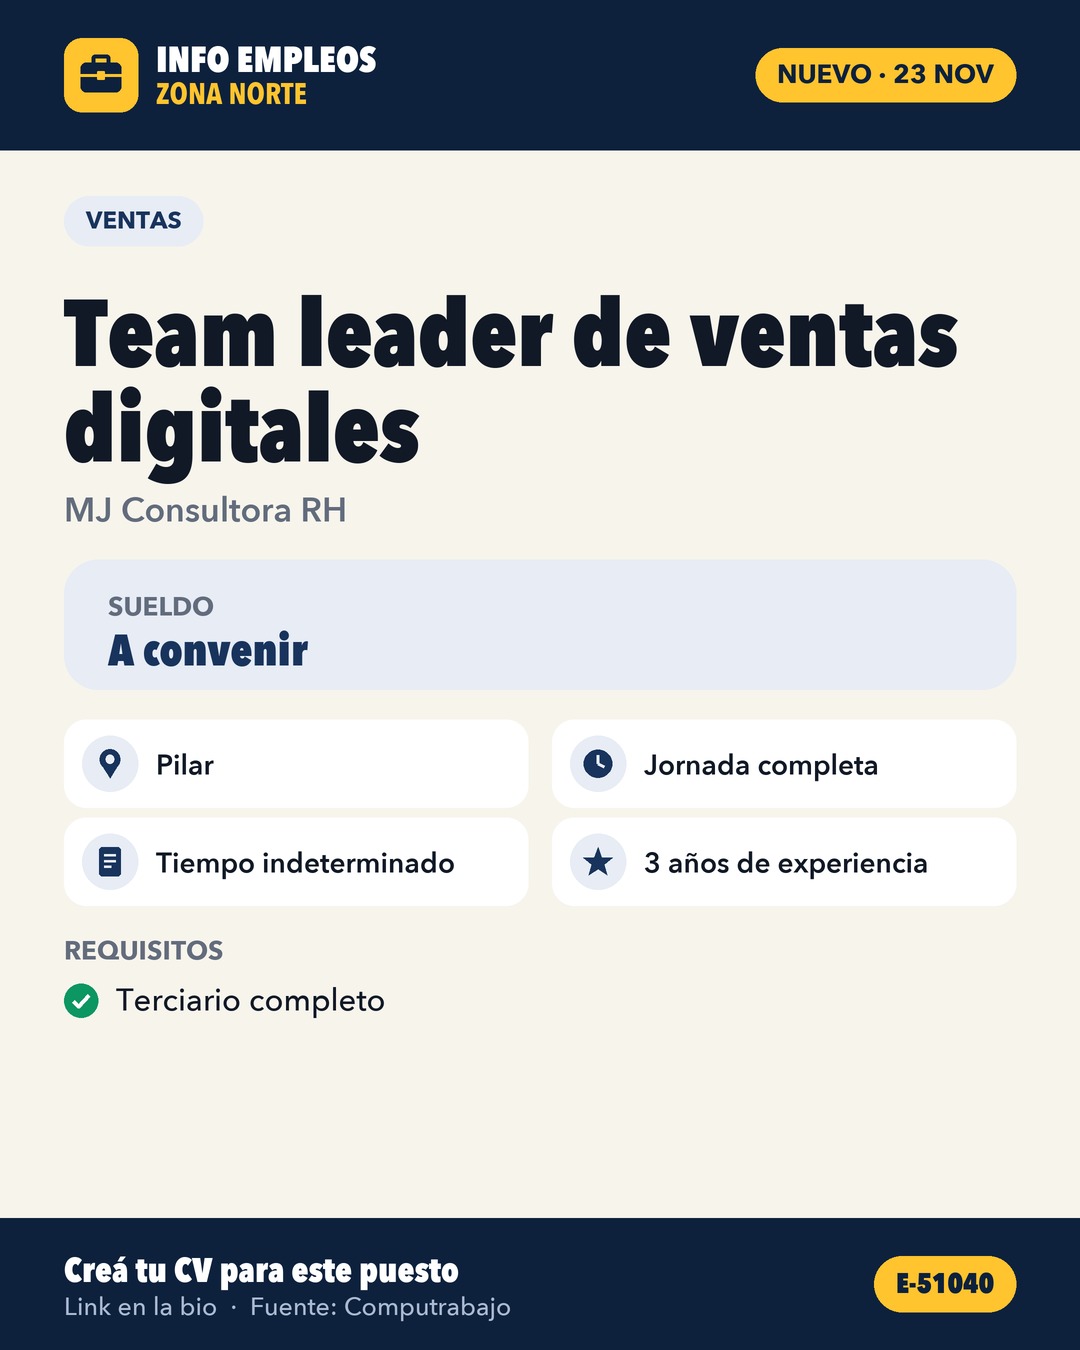 INFO EMPLEOS
ZONA NORTE
NUEVO · 23 NOV
VENTAS
Team leader de ventas
digitales
MJ Consultora RH
SUELDO
A convenir
Pilar
Jornada completa
Tiempo indeterminado
3 años de experiencia
REQUISITOS
Terciario completo
Creá tu CV para este puesto
Link en la bio · Fuente: Computrabajo
E-51040